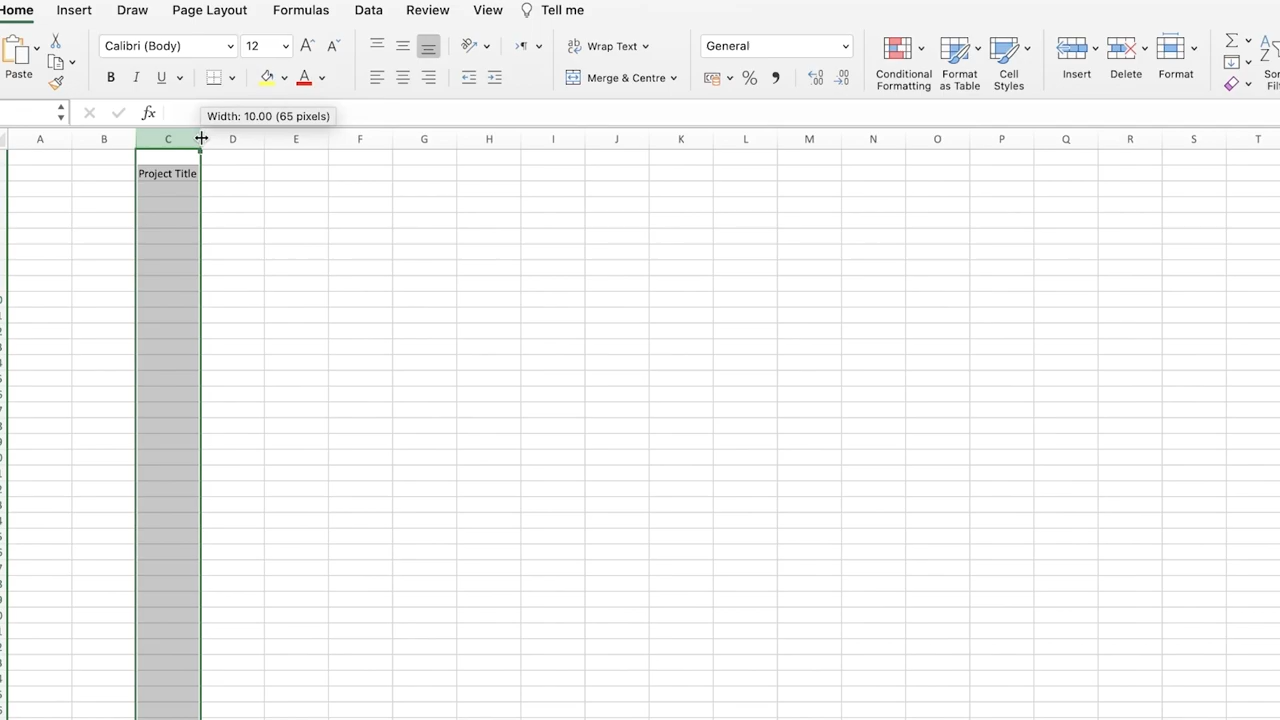 Home Insert Draw Page Layout Formulas Data Review View Tell me
Calibri (Body) 12 Wrap Text General
Paste B I U Merge & Centre % Conditional Formatting Format as Table Cell Styles Insert Delete Format
fx Width: 10.00 (65 pixels)
A B C D E F G H I J K L M N O P Q R S T
Project Title